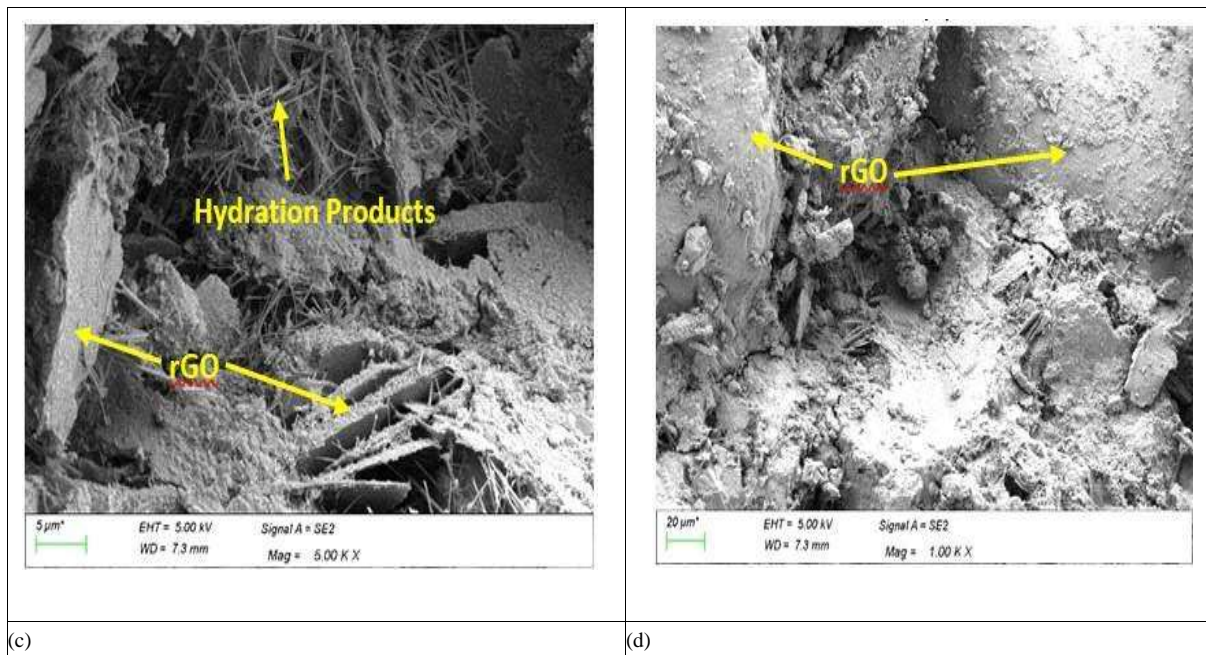 Hydration Products
rGO
5 µm*
EHT = 5.00 kV
Signal A = SE2
WD = 7.3 mm
Mag = 5.00 K X
rGO
20 µm*
EHT = 5.00 kV
Signal A = SE2
WD = 7.3 mm
Mag = 1.00 K X
(c)
(d)